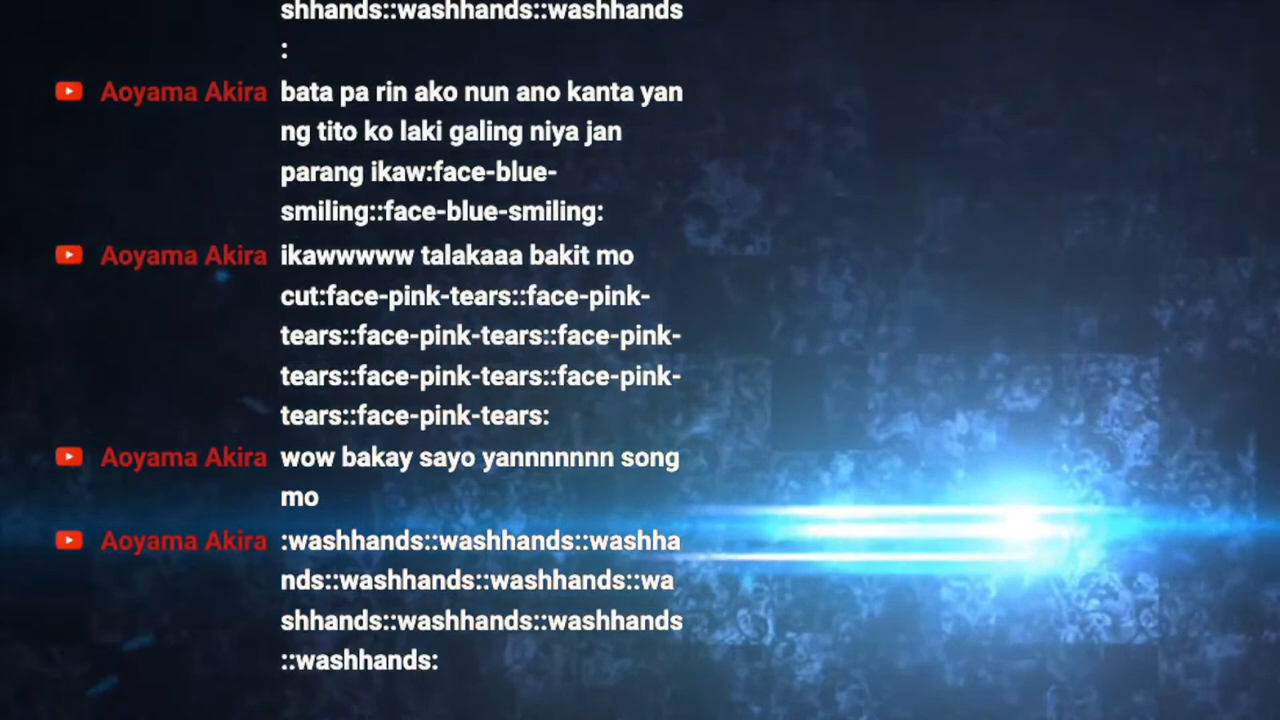 shhands::washhands::washhands
:
Aoyama Akira bata pa rin ako nun ano kanta yan
ng tito ko laki galing niya jan
parang ikaw:face-blue-
smiling::face-blue-smiling:
Aoyama Akira ikawwwww talakaaa bakit mo
cut:face-pink-tears::face-pink-
tears::face-pink-tears::face-pink-
tears::face-pink-tears::face-pink-
tears::face-pink-tears:
Aoyama Akira wow bakay sayo yannnnnnn song
mo
Aoyama Akira :washhands::washhands::washha
nds::washhands::washhands::wa
shhands::washhands::washhands
::washhands: